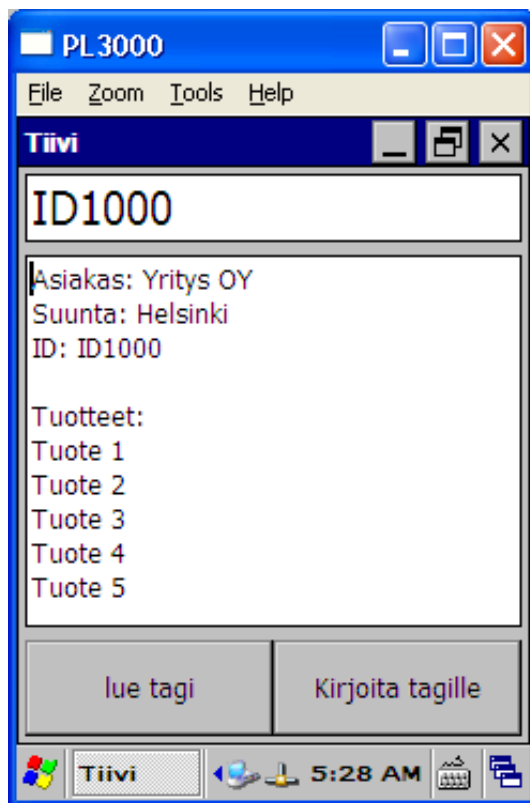 PL3000
File Zoom Tools Help
Tiivi
ID1000
Asiakas: Yritys OY
Suunta: Helsinki
ID: ID1000
Tuotteet:
Tuote 1
Tuote 2
Tuote 3
Tuote 4
Tuote 5
lue tagi Kirjoita tagille
Tiivi 5:28 AM